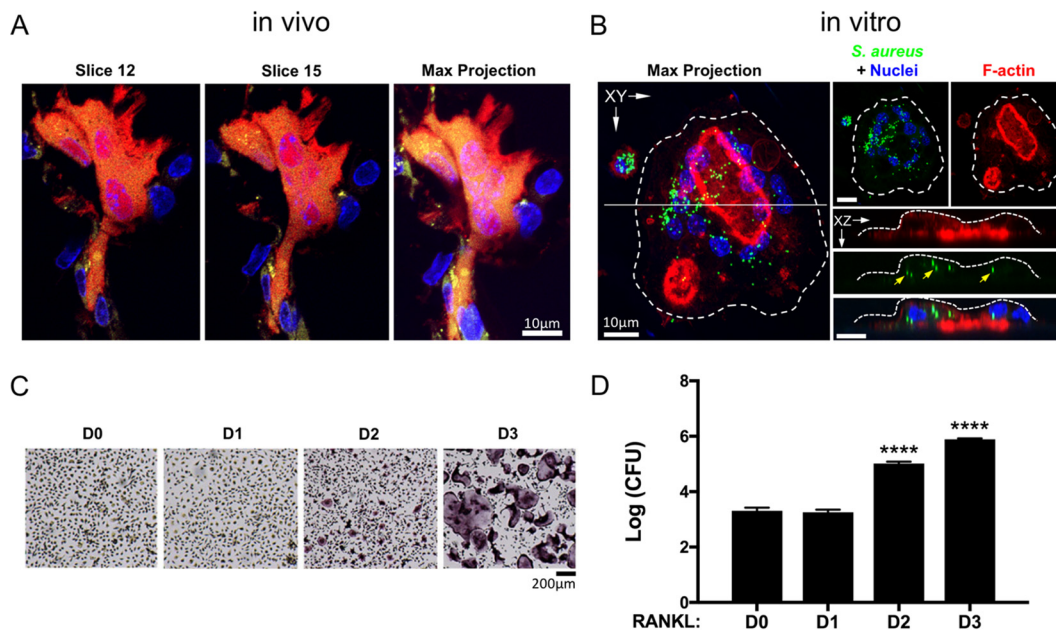 A
in vivo
Slice 12
Slice 15
Max Projection
10µm
B
in vitro
Max Projection
S. aureus
+ Nuclei
F-actin
XY
10µm
XZ
C
D0
D1
D2
D3
200µm
D
8
6
4
2
0
Log (CFU)
****
****
RANKL:
D0
D1
D2
D3